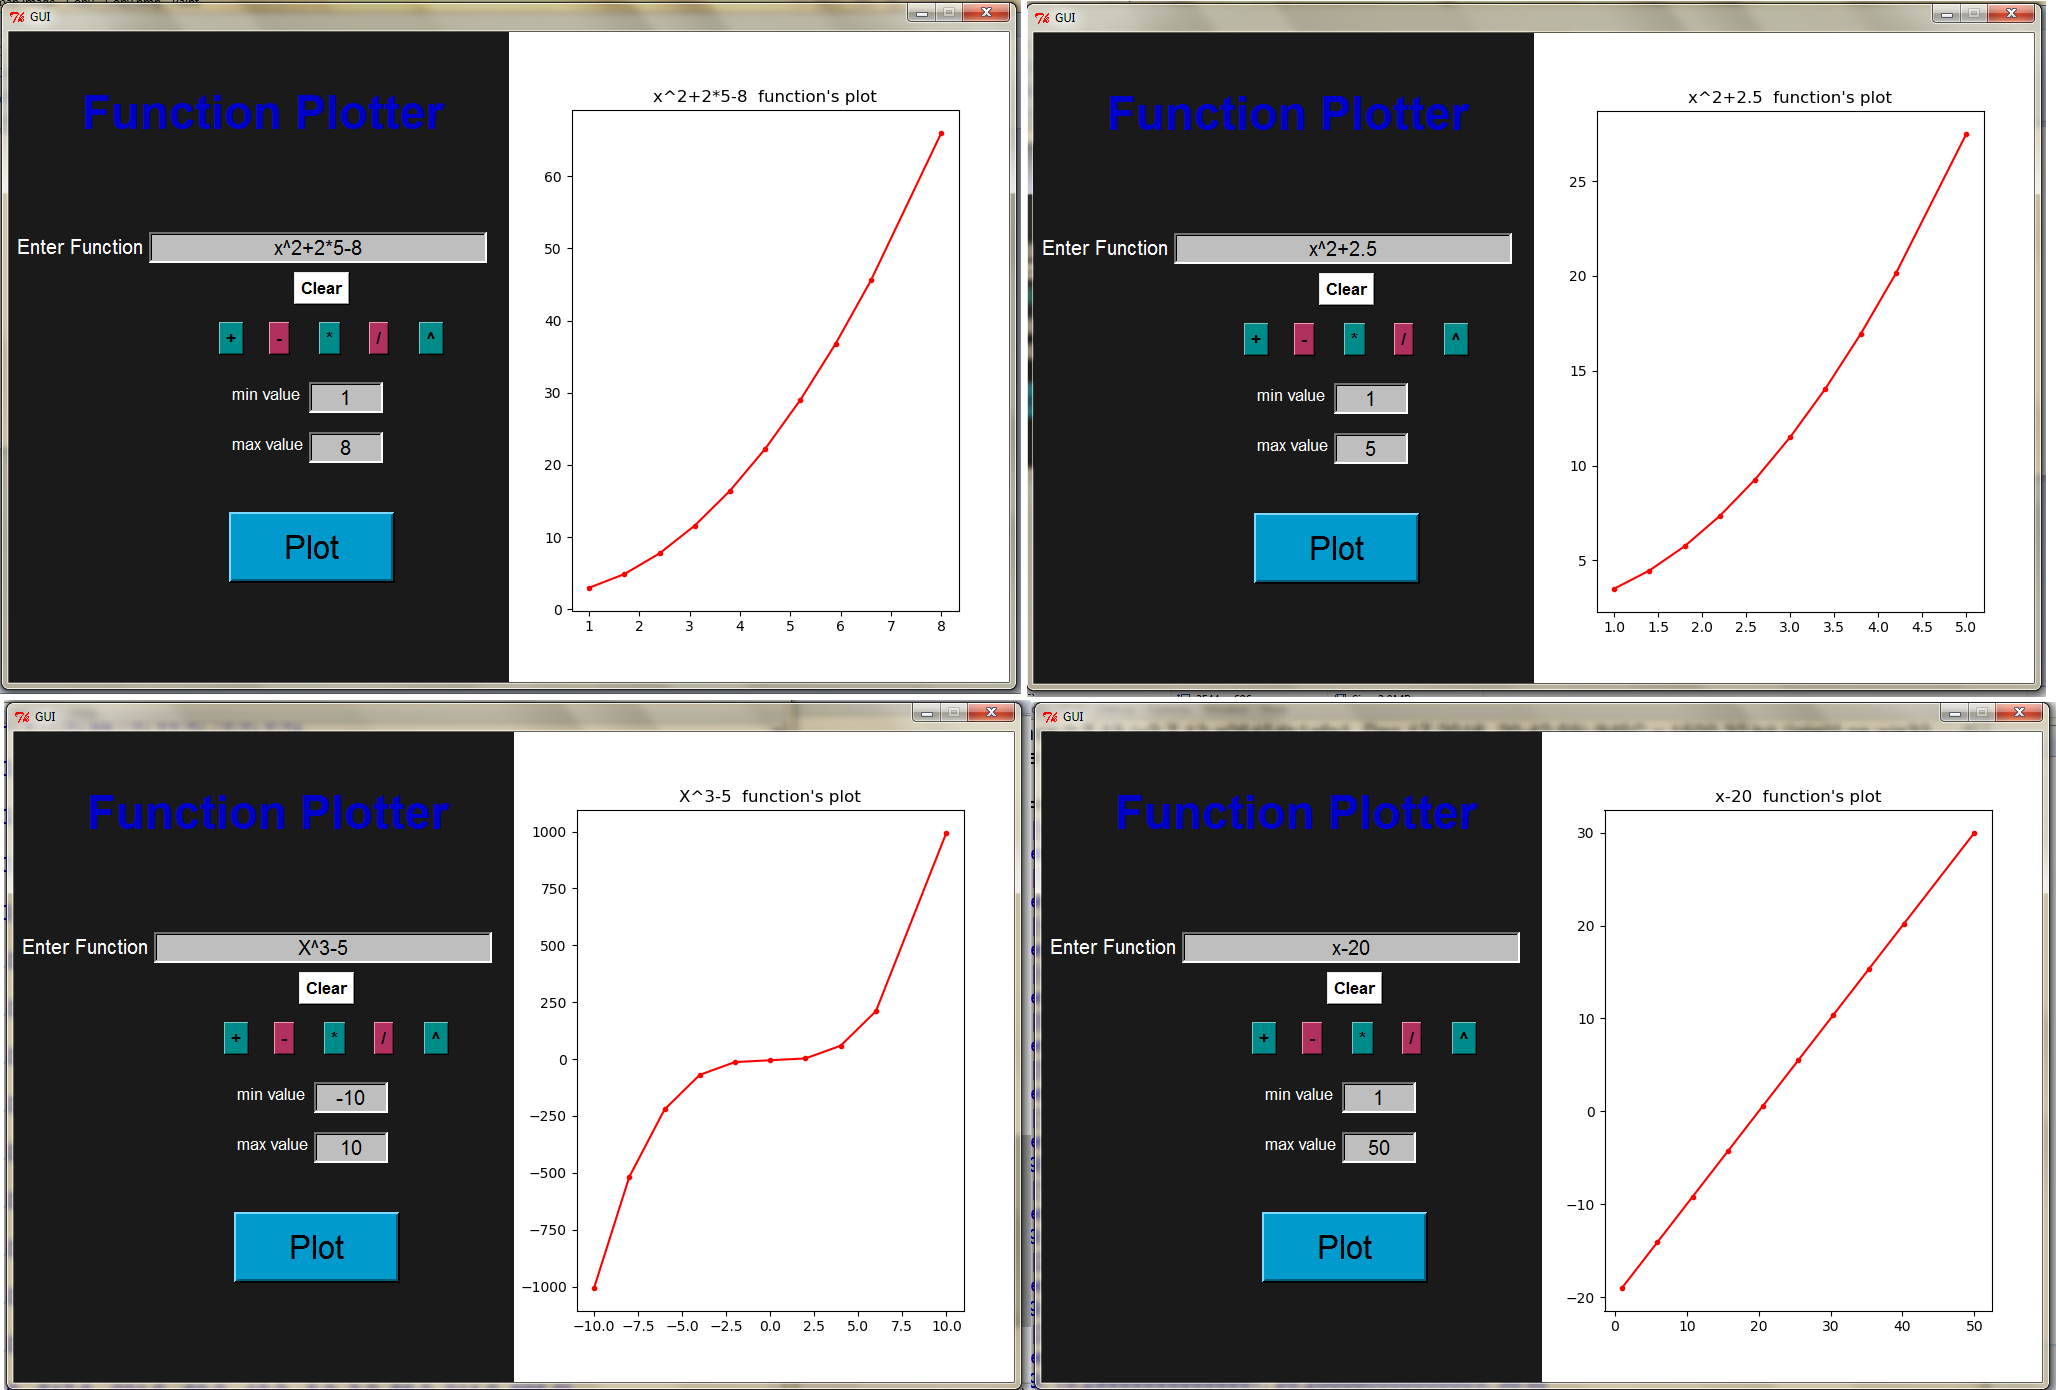 GUI
Function Plotter
Enter Function x^2+2*5-8
Clear
+ - * / ^
min value 1
max value 8
Plot
x^2+2*5-8 function's plot
60
50
40
30
20
10
0
1 2 3 4 5 6 7 8
GUI
Function Plotter
Enter Function x^2+2.5
Clear
+ - * / ^
min value 1
max value 5
Plot
x^2+2.5 function's plot
25
20
15
10
5
1.0 1.5 2.0 2.5 3.0 3.5 4.0 4.5 5.0
GUI
Function Plotter
Enter Function X^3-5
Clear
+ - * / ^
min value -10
max value 10
Plot
X^3-5 function's plot
1000
750
500
250
0
−250
−500
−750
−1000
−10.0 −7.5 −5.0 −2.5 0.0 2.5 5.0 7.5 10.0
GUI
Function Plotter
Enter Function x-20
Clear
+ - * / ^
min value 1
max value 50
Plot
x-20 function's plot
30
20
10
0
−10
−20
0 10 20 30 40 50